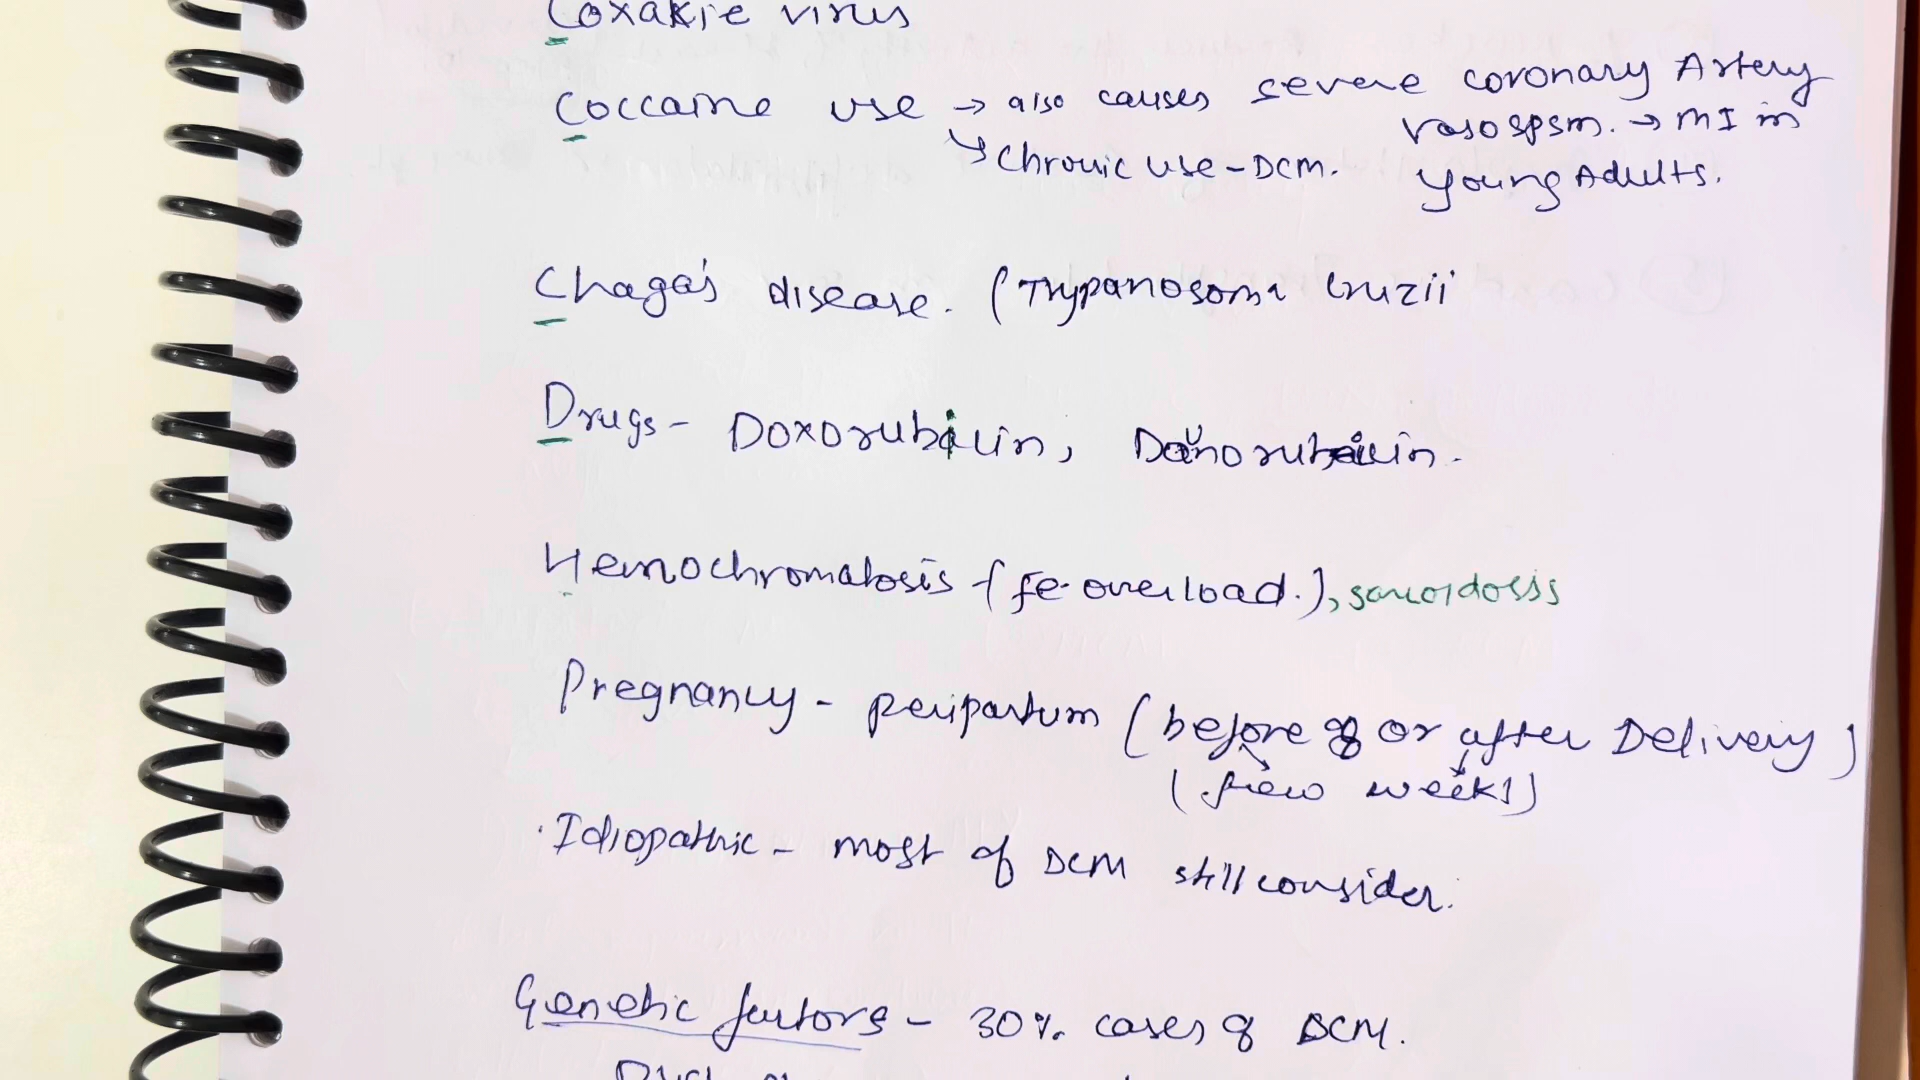 Coxakie virus
Coccaine use → also causes severe coronary Artery
vasospsm. → MI in
↳ Chronic use - DCM. young Adults.
Chaga's disease. (Trypanosoma Cruzii
Drugs - Doxorubicin, Daunorubicin.
Hemochromatosis - (Fe-overload.), sarcoidosis
Pregnancy - peripartum (before or after Delivery)
(few weeks)
Idiopathic - most of DCM still consider.
Genetic factors - 30% cases of DCM.